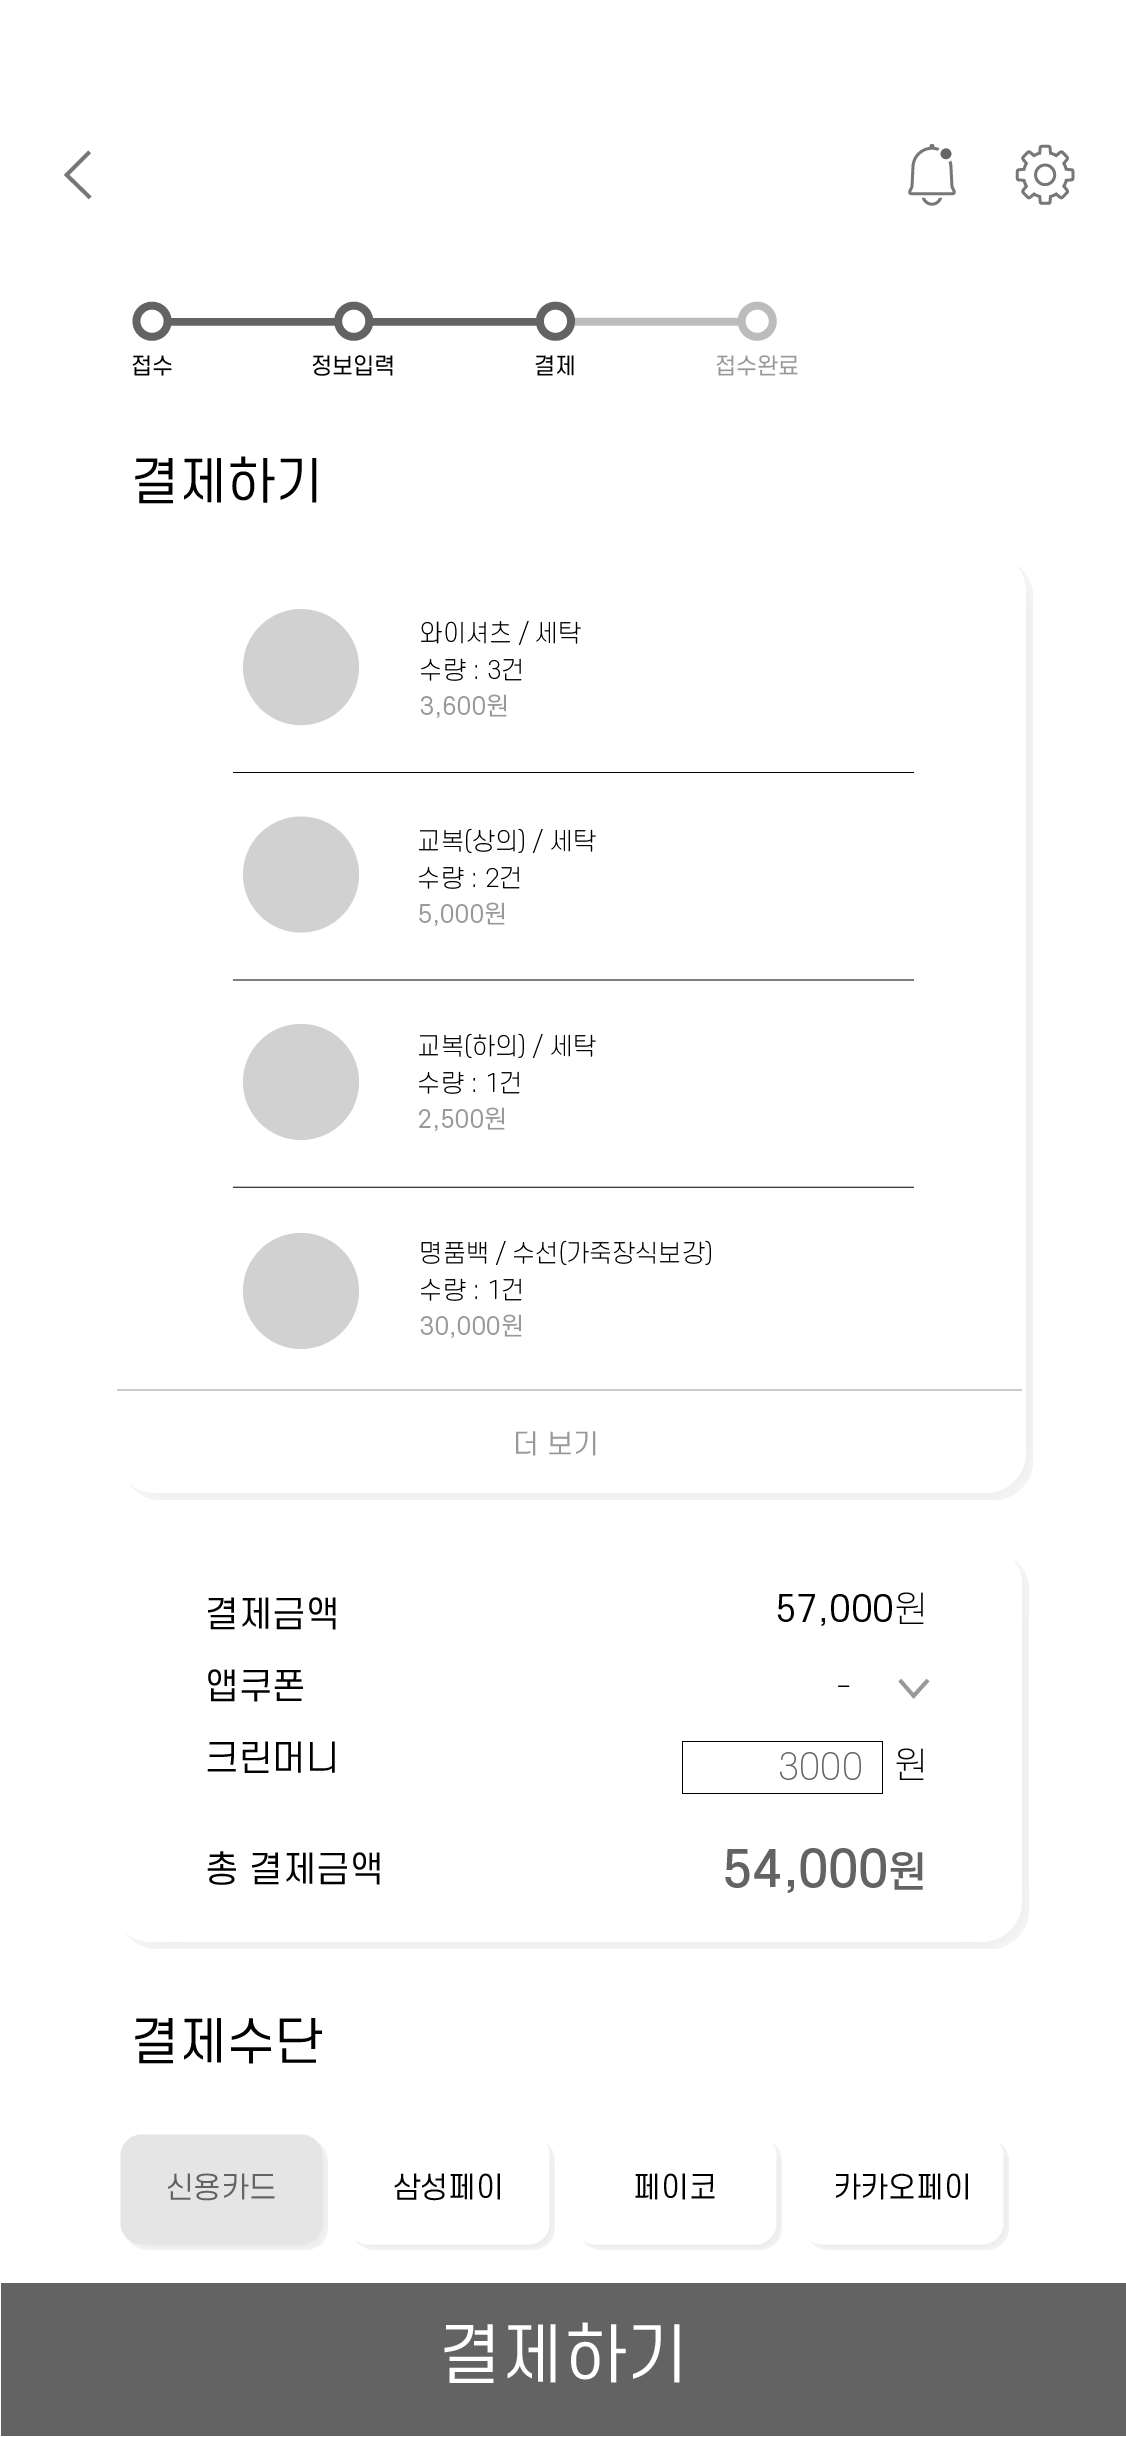 접수
정보입력
결제
접수완료
결제하기
와이셔츠 / 세탁
수량 : 3건
3,600원
교복(상의) / 세탁
수량 : 2건
5,000원
교복(하의) / 세탁
수량 : 1건
2,500원
명품백 / 수선(가죽장식보강)
수량 : 1건
30,000원
더 보기
결제금액 57,000원
앱쿠폰 -
크린머니 3000 원
총 결제금액 54,000원
결제수단
신용카드
삼성페이
페이코
카카오페이
결제하기